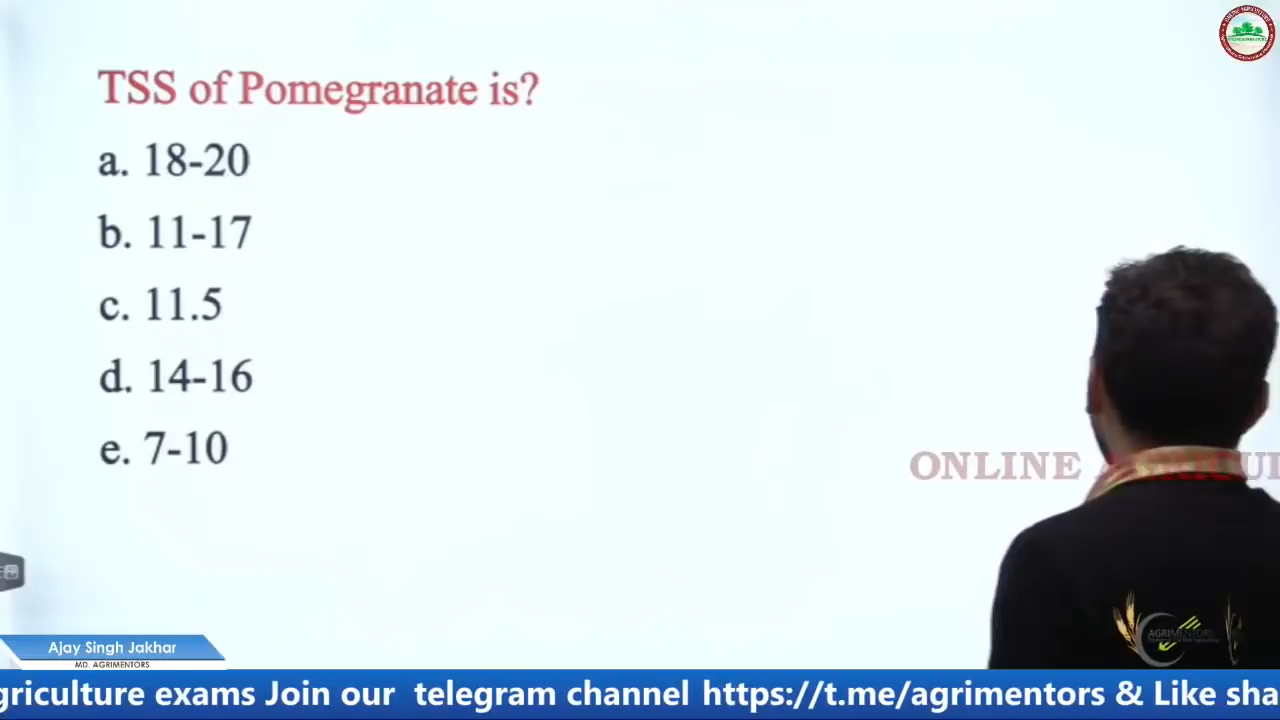 TSS of Pomegranate is?
a. 18-20
b. 11-17
c. 11.5
d. 14-16
e. 7-10
ONLINE
Ajay Singh Jakhar
MD. AGRIMENTORS
AGRIMENTORS
griculture exams Join our telegram channel https://t.me/agrimentors & Like sha